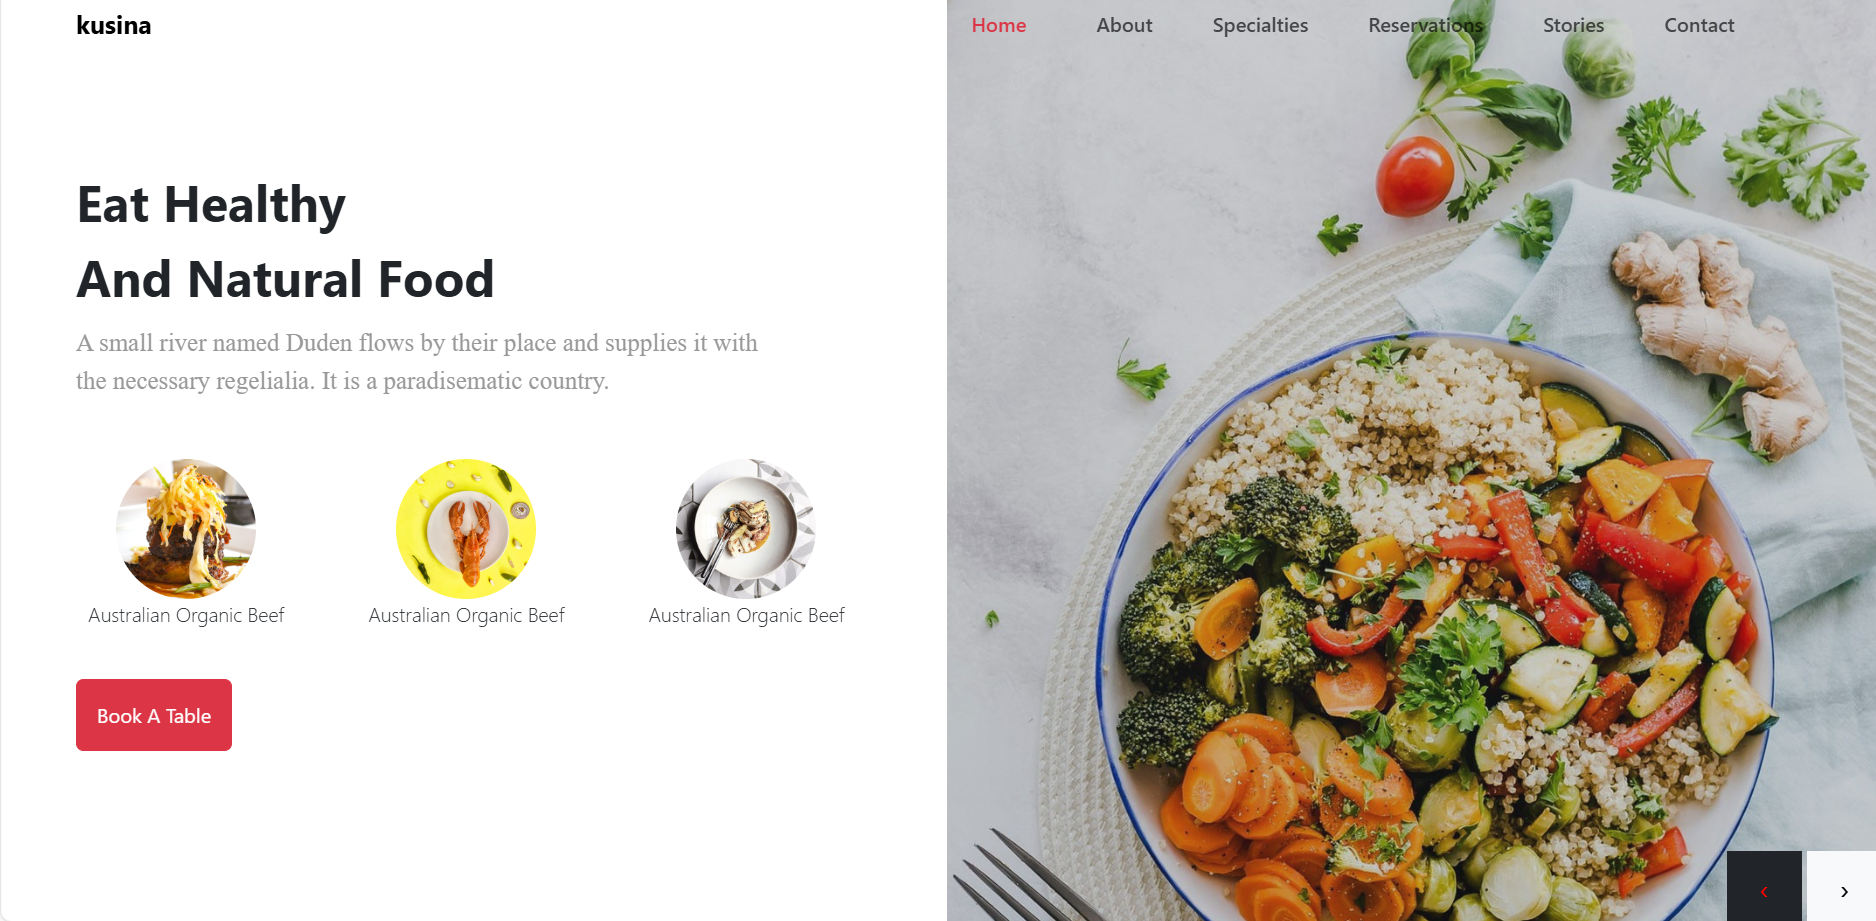 kusina
Home About Specialties Reservations Stories Contact
Eat Healthy
And Natural Food
A small river named Duden flows by their place and supplies it with
the necessary regelialia. It is a paradisematic country.
Australian Organic Beef
Australian Organic Beef
Australian Organic Beef
Book A Table
‹ ›